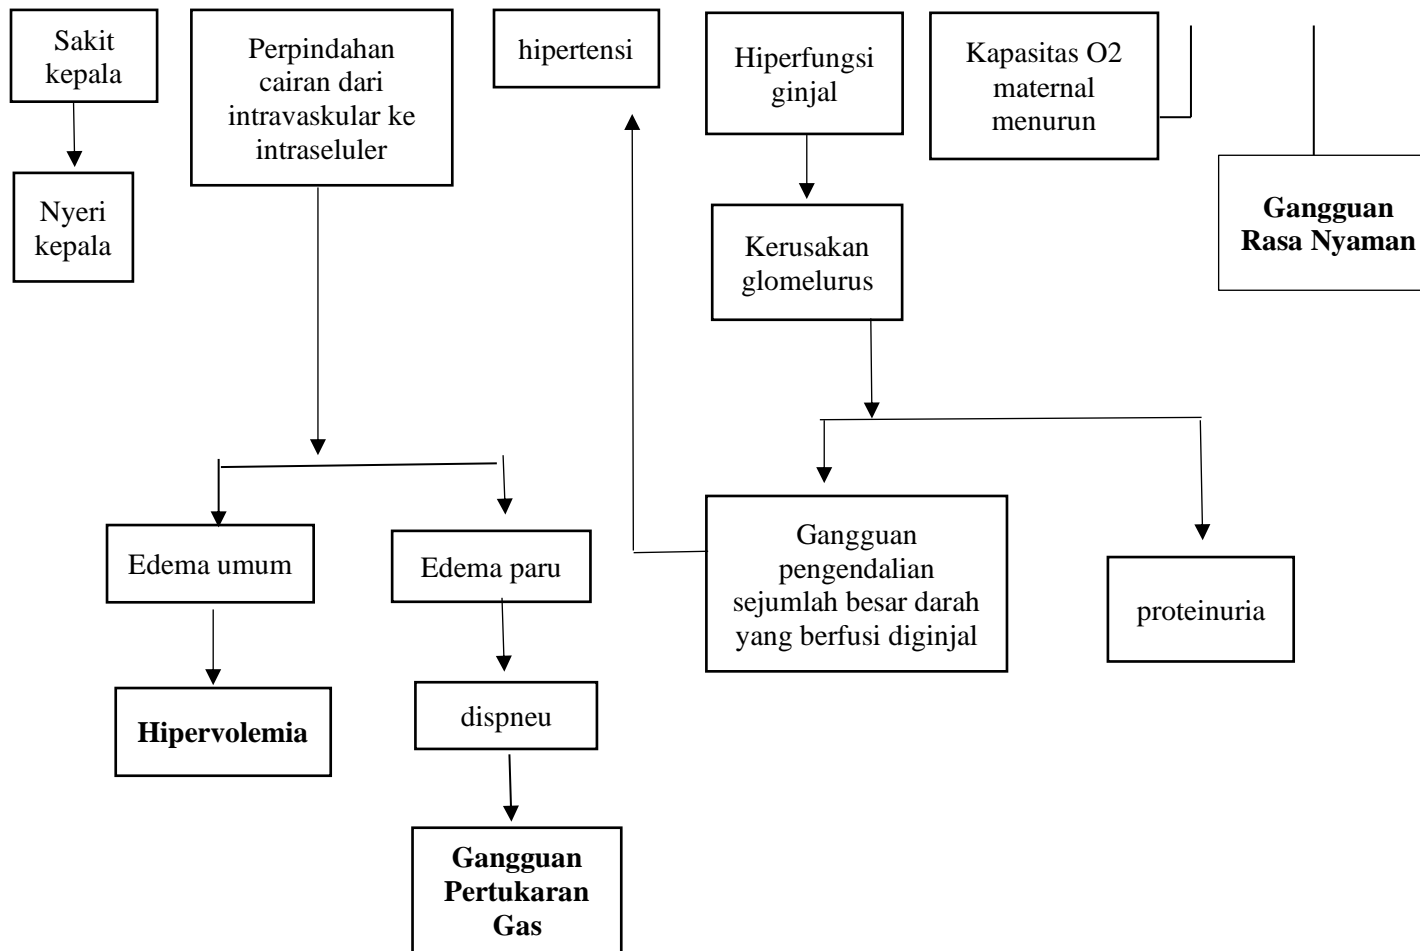 Sakit
kepala
Perpindahan
cairan dari
intravaskular ke
intraseluler
hipertensi
Hiperfungsi
ginjal
Kapasitas O2
maternal
menurun
Nyeri
kepala
Kerusakan
glomelurus
Gangguan
Rasa Nyaman
Edema umum
Edema paru
Gangguan
pengendalian
sejumlah besar darah
yang berfusi diginjal
proteinuria
Hipervolemia
dispneu
Gangguan
Pertukaran
Gas